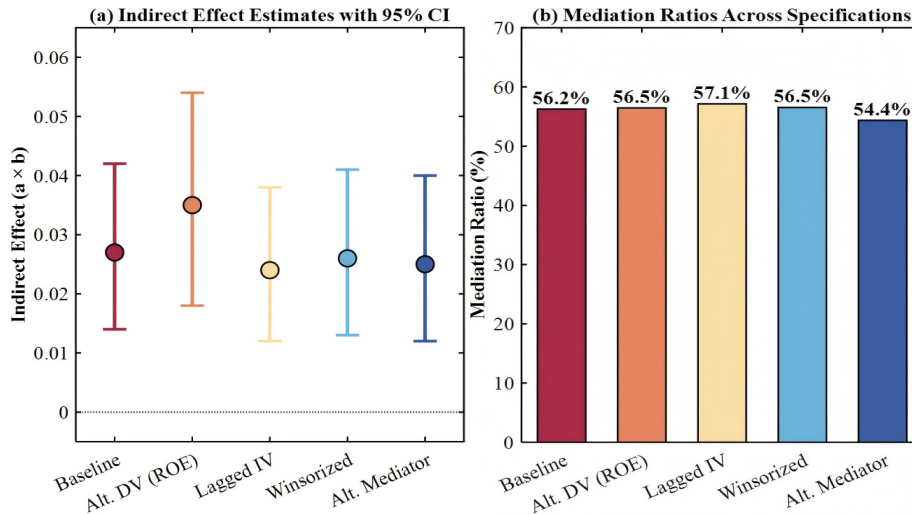 (a) Indirect Effect Estimates with 95% CI
0.06
0.05
0.04
0.03
0.02
0.01
0
Indirect Effect (a × b)
Baseline
Alt. DV (ROE)
Lagged IV
Winsorized
Alt. Mediator
(b) Mediation Ratios Across Specifications
70
60
50
40
30
20
10
0
Mediation Ratio (%)
56.2%
56.5%
57.1%
56.5%
54.4%
Baseline
Alt. DV (ROE)
Lagged IV
Winsorized
Alt. Mediator